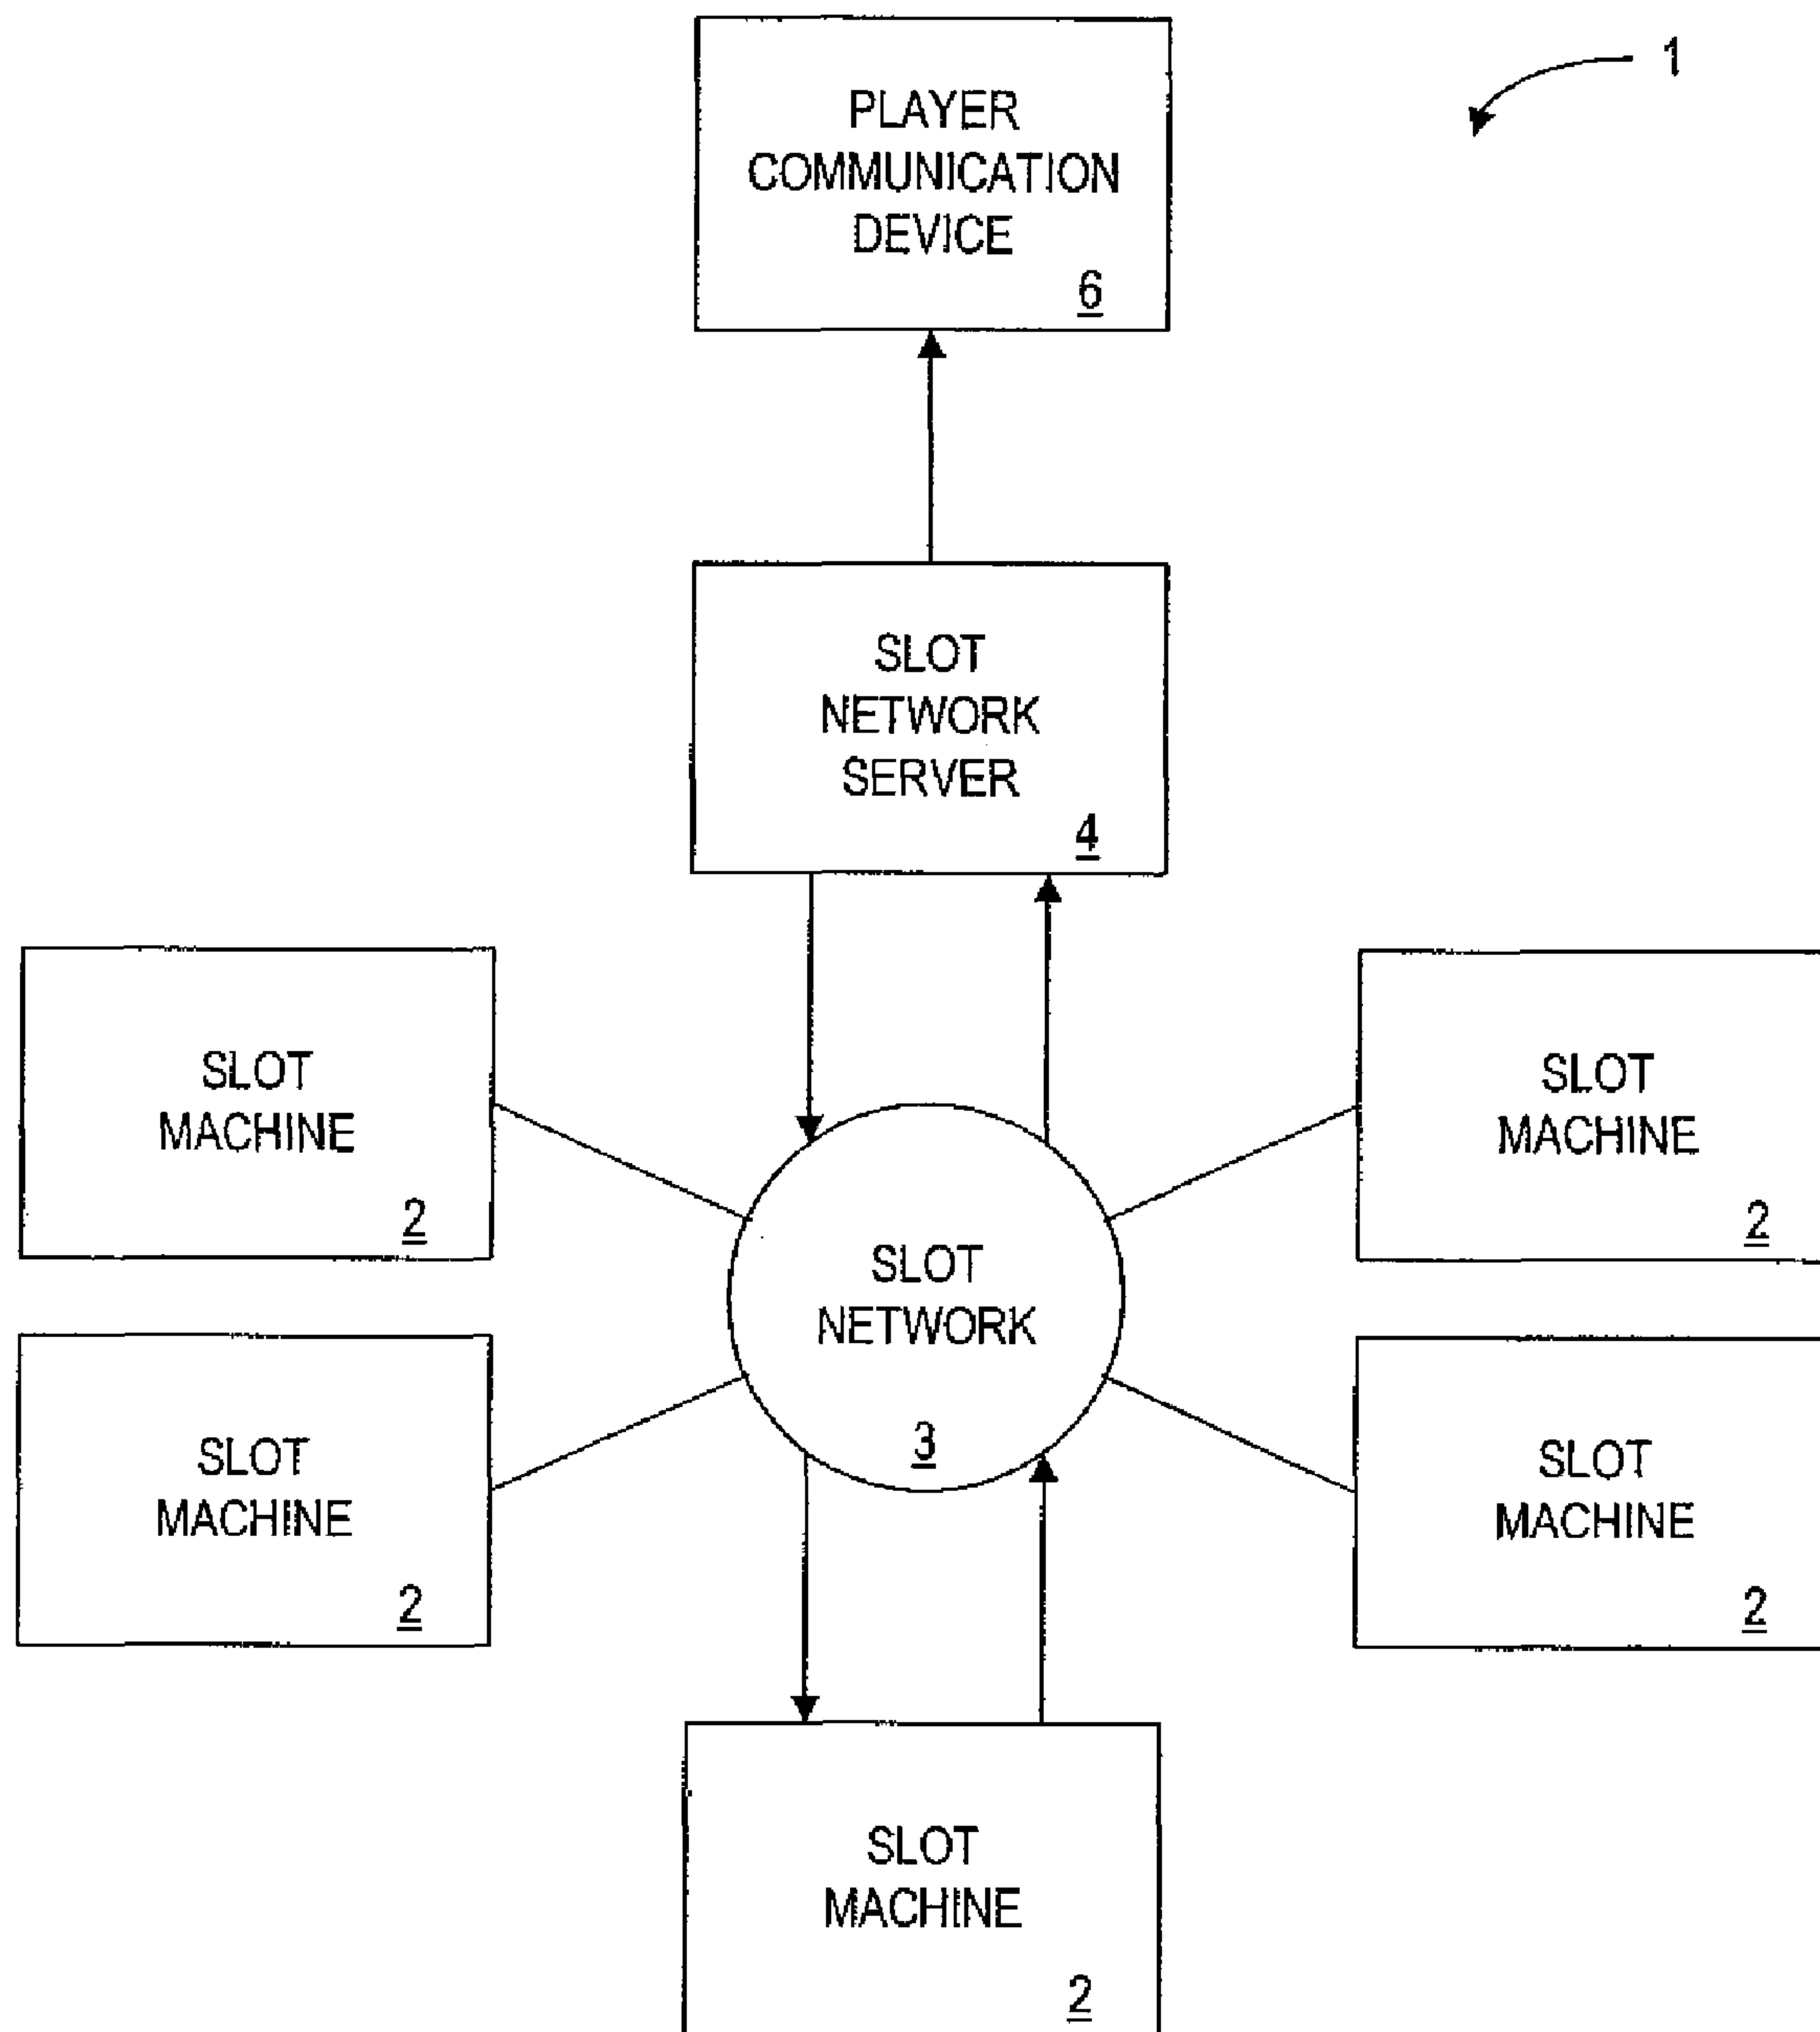 1
PLAYER
COMMUNICATION
DEVICE
6
SLOT
NETWORK
SERVER
4
SLOT
MACHINE
2
SLOT
MACHINE
2
SLOT
NETWORK
3
SLOT
MACHINE
2
SLOT
MACHINE
2
SLOT
MACHINE
2